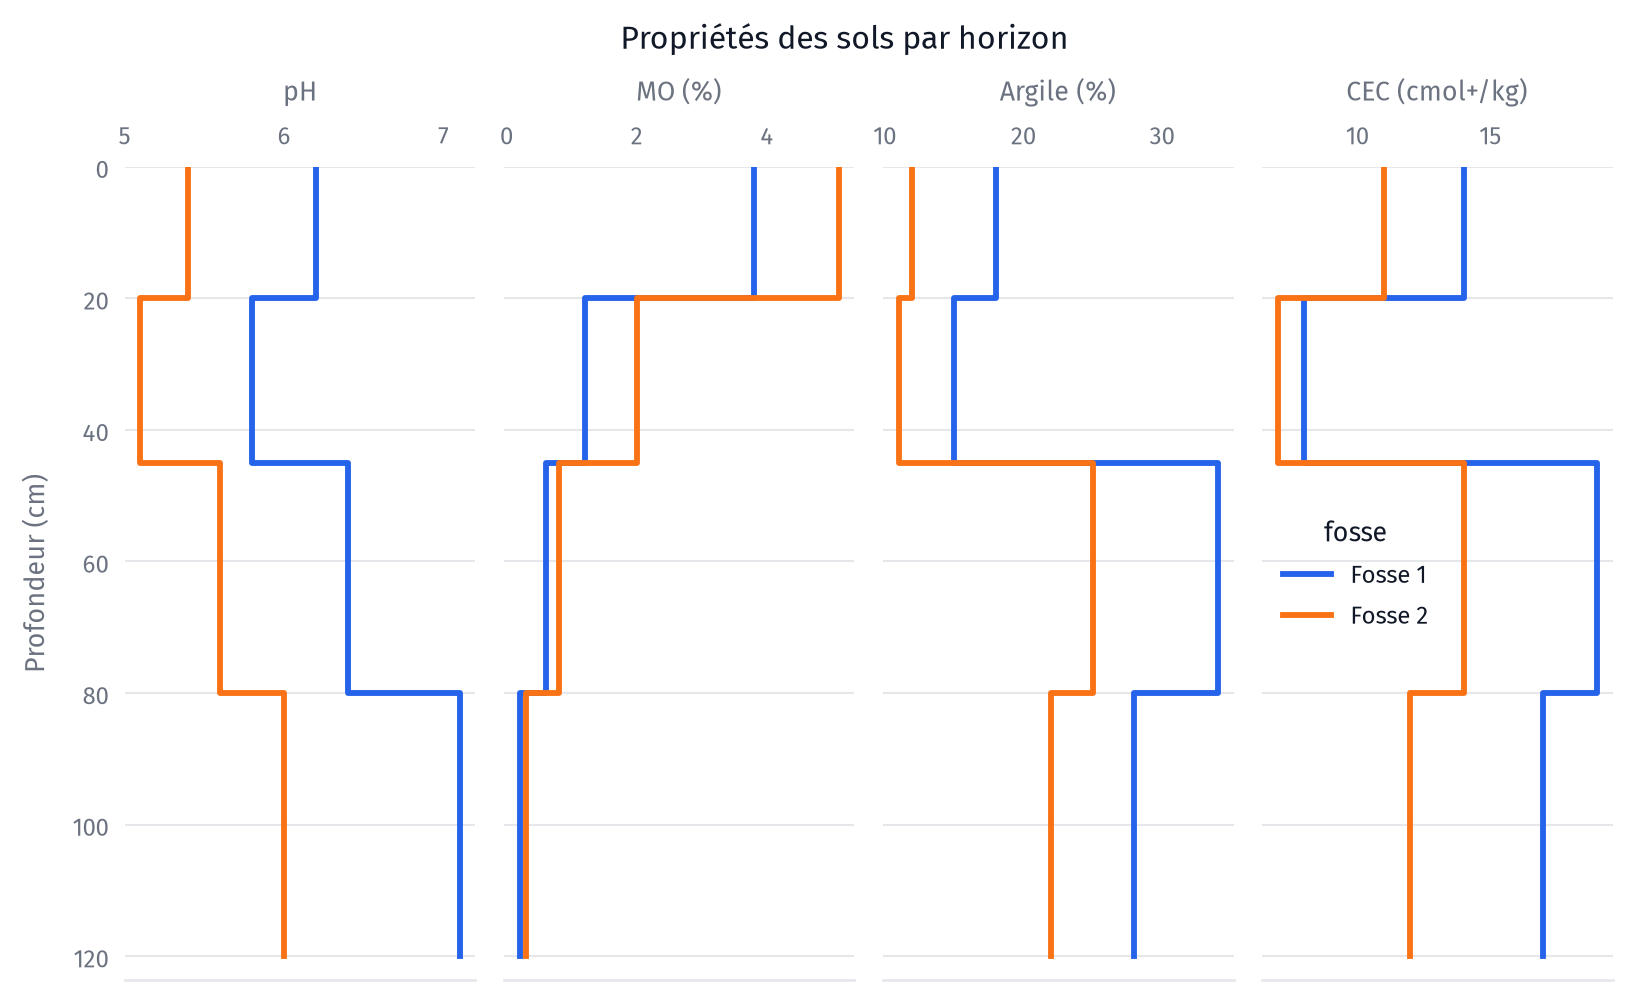 Propriétés des sols par horizon
pH
MO (%)
Argile (%)
CEC (cmol+/kg)
5 6 7
0 2 4
10 20 30
10 15
0
20
40
60
80
100
120
Profondeur (cm)
fosse
Fosse 1
Fosse 2